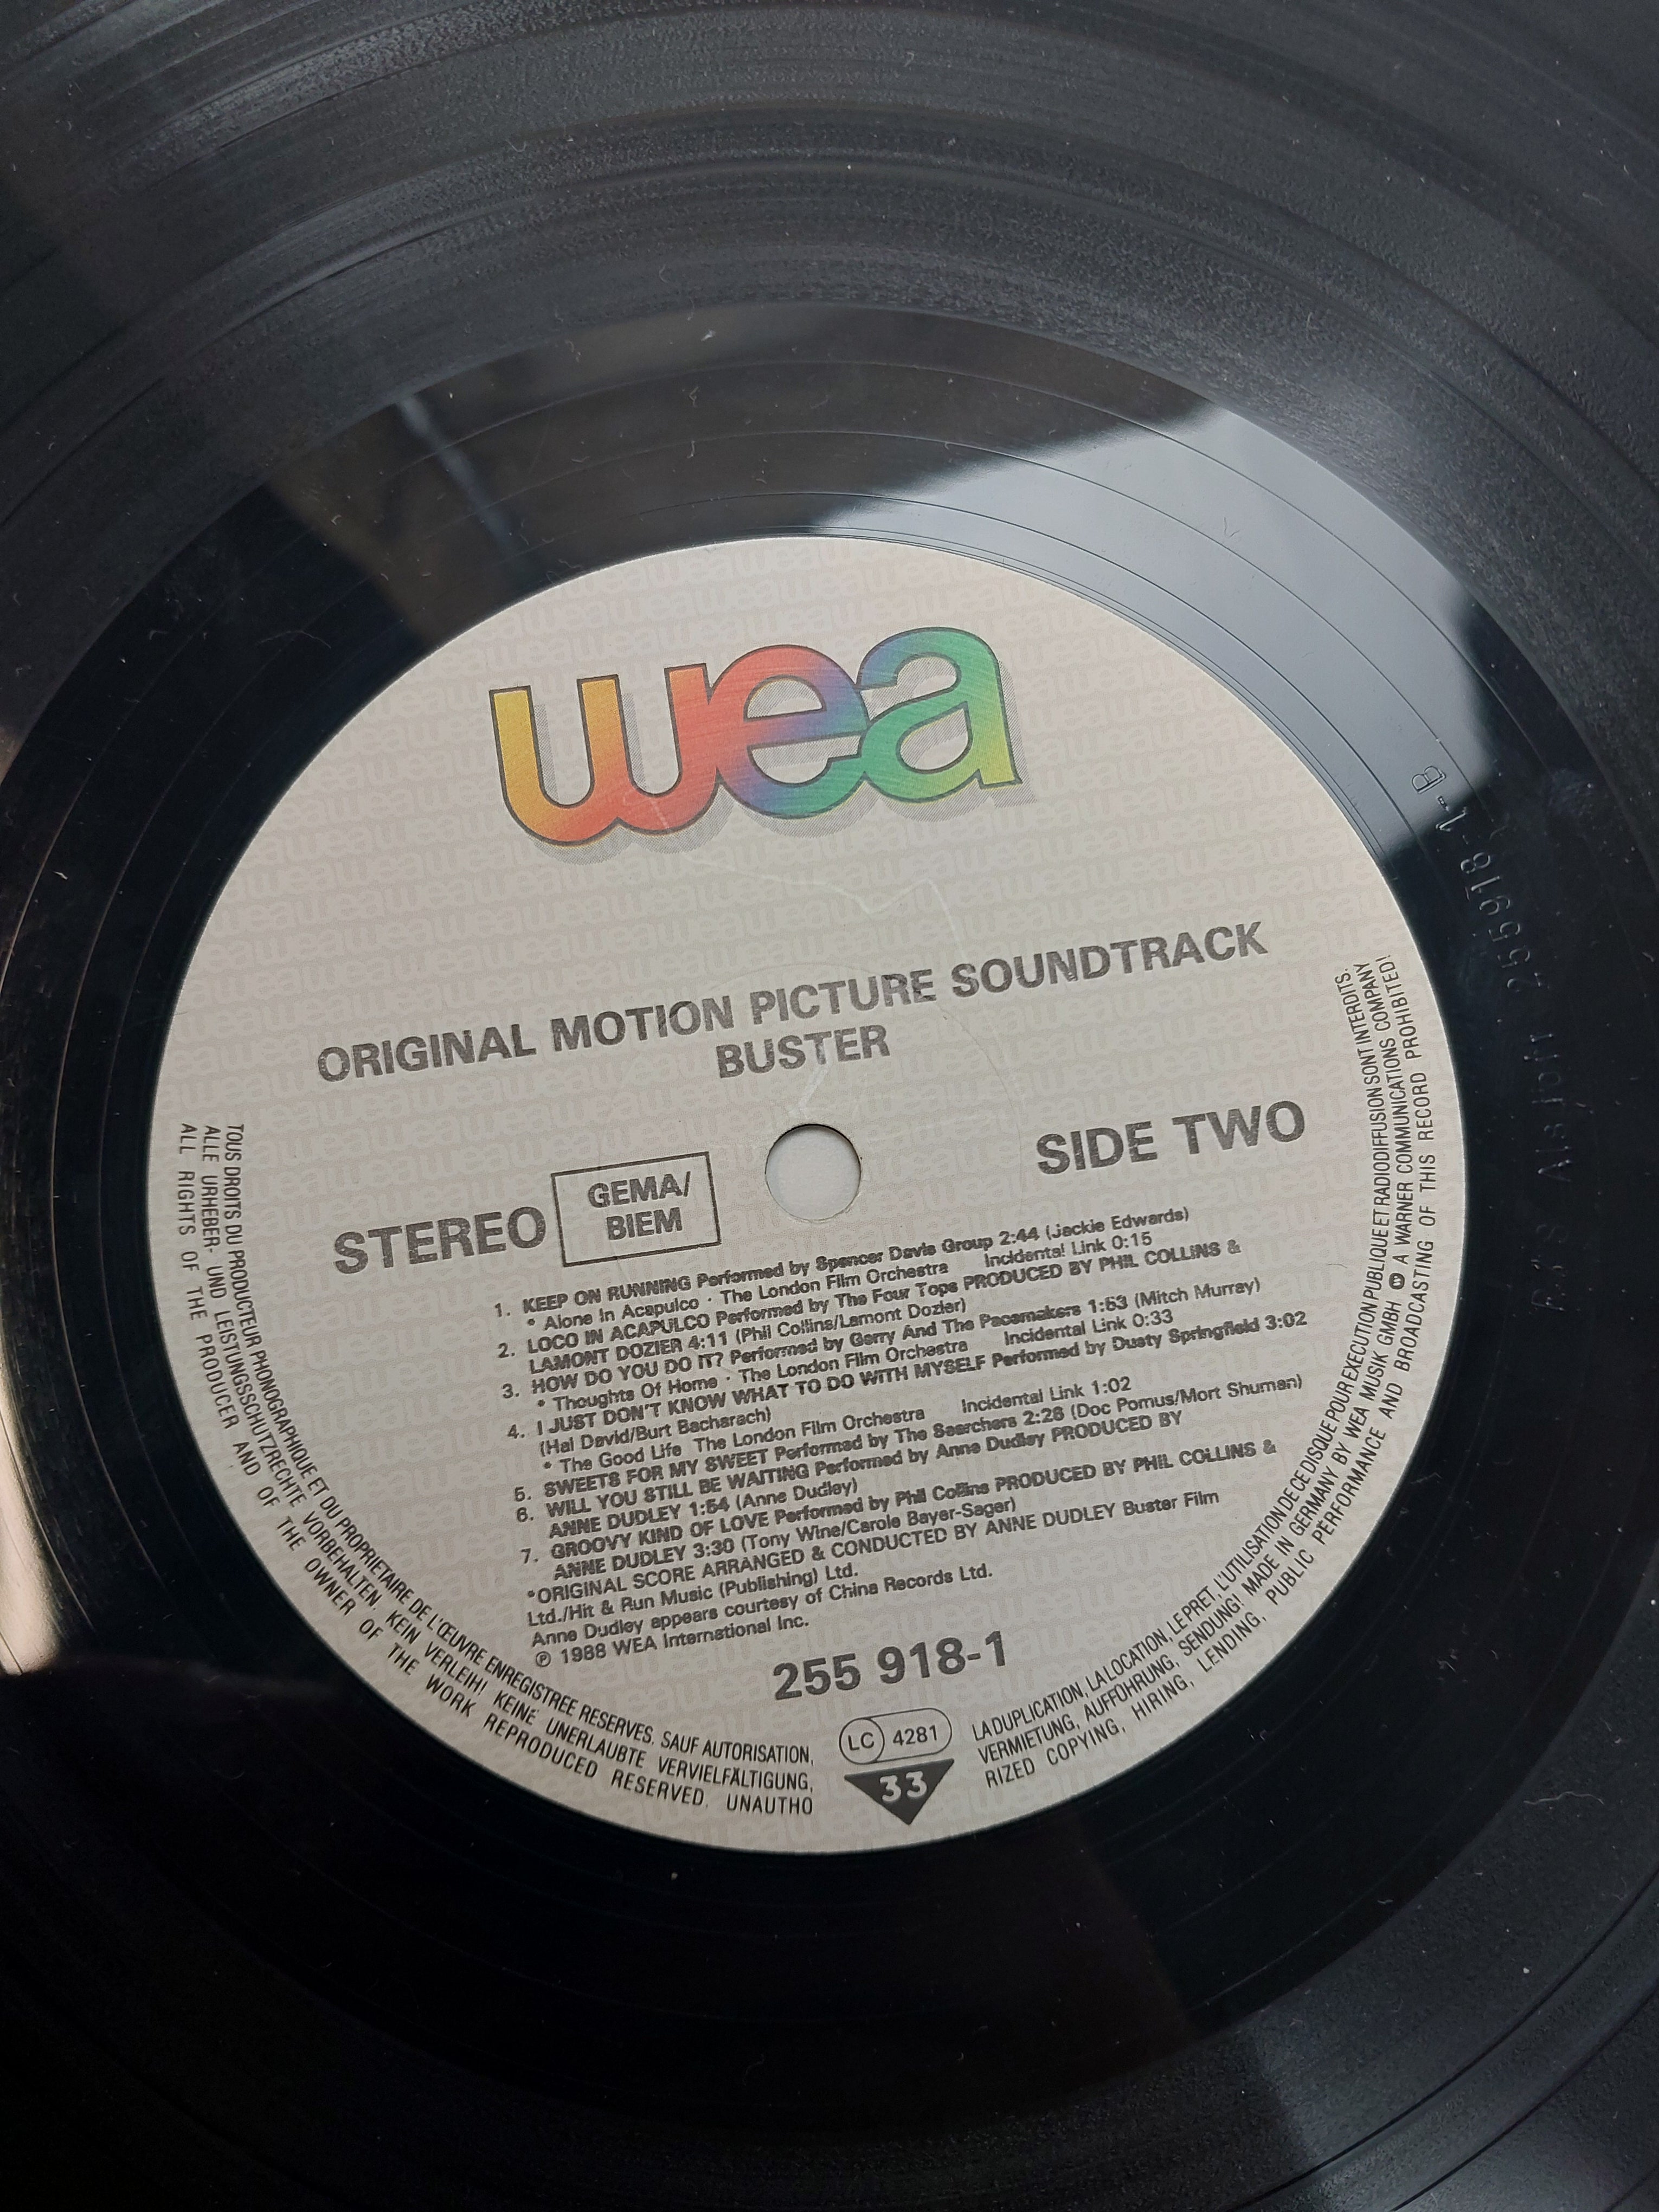 wea
ORIGINAL MOTION PICTURE SOUNDTRACK
BUSTER
STEREO
GEMA/
BIEM
SIDE TWO
1. KEEP ON RUNNING Performed by Spencer Davis Group 2:44 (Jackie Edwards)
* Alone In Acapulco · The London Film Orchestra Incidental Link 0:15
2. LOCO IN ACAPULCO Performed by The Four Tops PRODUCED BY PHIL COLLINS &
LAMONT DOZIER 4:11 (Phil Collins/Lamont Dozier)
3. HOW DO YOU DO IT? Performed by Gerry And The Pacemakers 1:53 (Mitch Murray)
* Thoughts Of Home · The London Film Orchestra Incidental Link 0:33
4. I JUST DON'T KNOW WHAT TO DO WITH MYSELF Performed by Dusty Springfield 3:02
(Hal David/Burt Bacharach)
* The Good Life The London Film Orchestra Incidental Link 1:02
5. SWEETS FOR MY SWEET Performed by The Searchers 2:28 (Doc Pomus/Mort Shuman)
6. WILL YOU STILL BE WAITING Performed by Anne Dudley PRODUCED BY
ANNE DUDLEY 1:54 (Anne Dudley)
7. GROOVY KIND OF LOVE Performed by Phil Collins PRODUCED BY PHIL COLLINS &
ANNE DUDLEY 3:30 (Tony Wine/Carole Bayer-Sager)
*ORIGINAL SCORE ARRANGED & CONDUCTED BY ANNE DUDLEY Buster Film
Ltd./Hit & Run Music (Publishing) Ltd.
Anne Dudley appears courtesy of China Records Ltd.
℗ 1988 WEA International Inc.
255 918-1
LC 4281
33
TOUS DROITS DU PRODUCTEUR PHONOGRAPHIQUE ET DU PROPRIETAIRE DE L'ŒUVRE ENREGISTREE RESERVES. SAUF AUTORISATION,
LA DUPLICATION, LA LOCATION, LE PRET, L'UTILISATION DE CE DISQUE POUR EXECUTION PUBLIQUE ET RADIODIFFUSION SONT INTERDITS.
ALLE URHEBER- UND LEISTUNGSSCHUTZRECHTE VORBEHALTEN. KEIN VERLEIH! KEINE UNERLAUBTE VERVIELFÄLTIGUNG,
VERMIETUNG, AUFFÜHRUNG, SENDUNG! MADE IN GERMANY BY WEA MUSIK GMBH A WARNER COMMUNICATIONS COMPANY
ALL RIGHTS OF THE PRODUCER AND OF THE OWNER OF THE WORK REPRODUCED RESERVED. UNAUTHO
RIZED COPYING, HIRING, LENDING, PUBLIC PERFORMANCE AND BROADCASTING OF THIS RECORD PROHIBITED!
255918-1-B